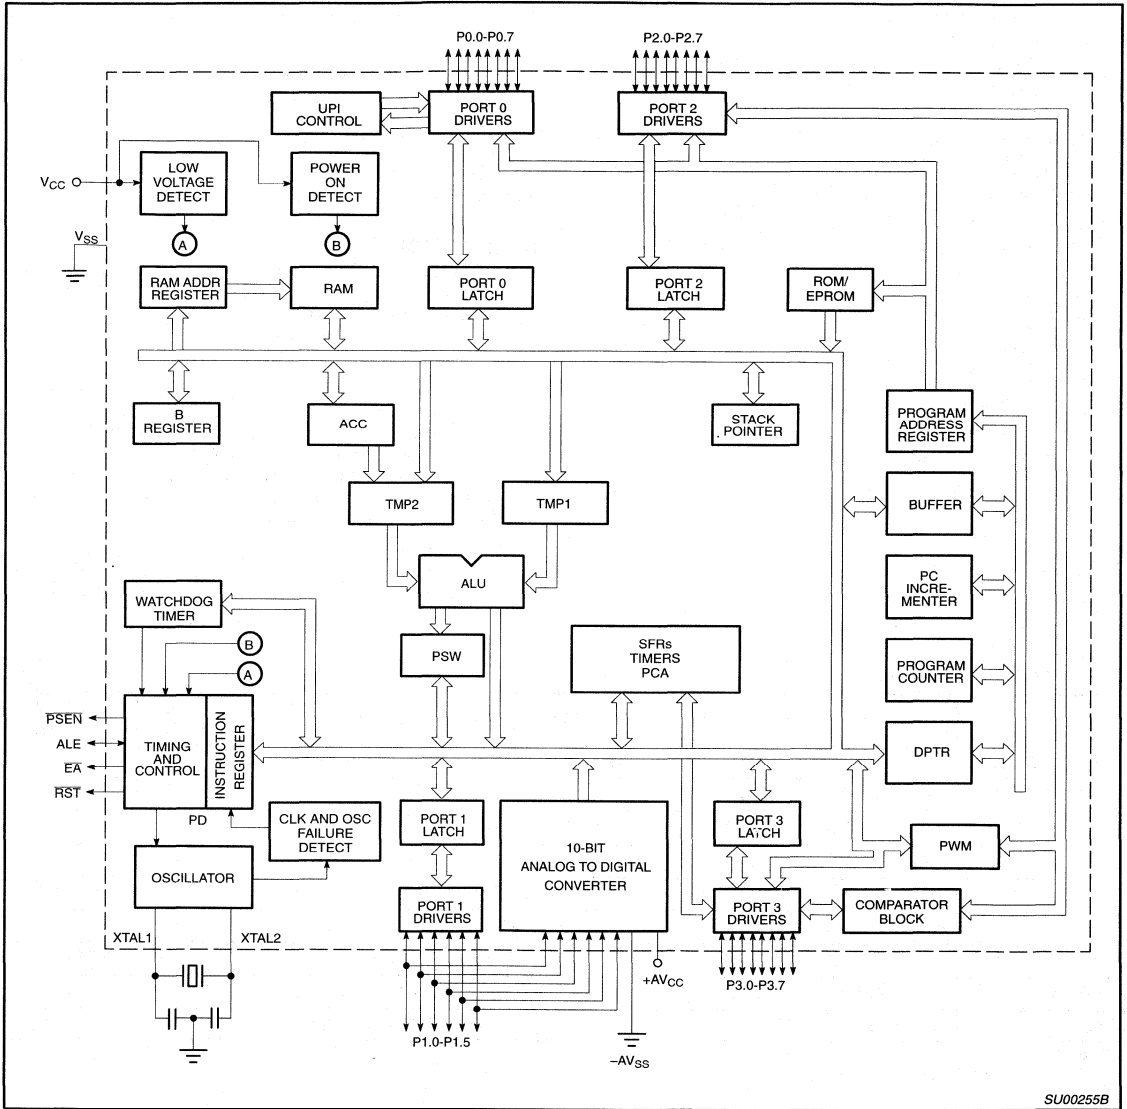 P0.0-P0.7
P2.0-P2.7
UPI
CONTROL
PORT 0
DRIVERS
PORT 2
DRIVERS
VCC
LOW
VOLTAGE
DETECT
POWER
ON
DETECT
VSS
A
B
RAM ADDR
REGISTER
RAM
PORT 0
LATCH
PORT 2
LATCH
ROM/
EPROM
B
REGISTER
ACC
STACK
POINTER
PROGRAM
ADDRESS
REGISTER
TMP2
TMP1
BUFFER
ALU
PC
INCRE-
MENTER
WATCHDOG
TIMER
B
A
PSW
SFRs
TIMERS
PCA
PROGRAM
COUNTER
PSEN
ALE
EA
RST
TIMING
AND
CONTROL
INSTRUCTION
REGISTER
DPTR
PD
CLK AND OSC
FAILURE
DETECT
PORT 1
LATCH
10-BIT
ANALOG TO DIGITAL
CONVERTER
PORT 3
LATCH
PWM
OSCILLATOR
PORT 1
DRIVERS
PORT 3
DRIVERS
COMPARATOR
BLOCK
XTAL1
XTAL2
+AVCC
P3.0-P3.7
P1.0-P1.5
–AVSS
SU00255B